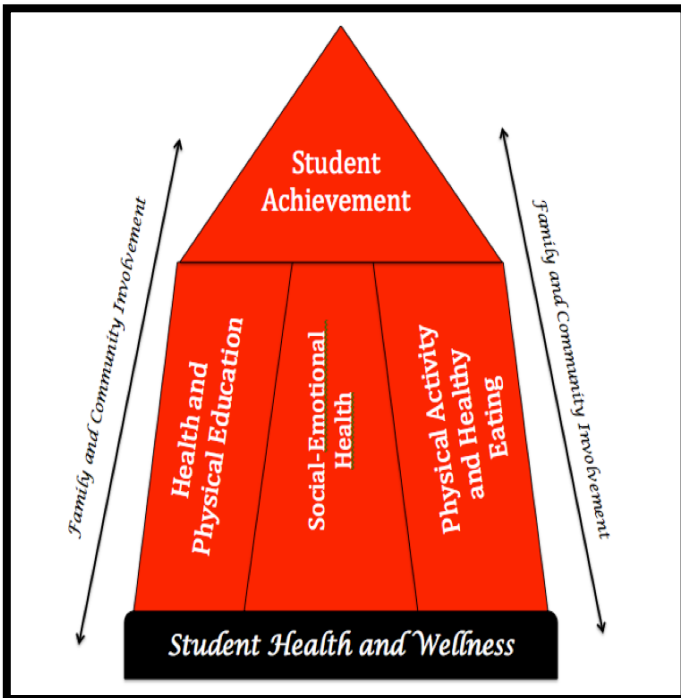 Student
Achievement
Family and Community Involvement
Health and
Physical Education
Social-Emotional
Health
Physical Activity
and Healthy
Eating
Family and Community Involvement
Student Health and Wellness